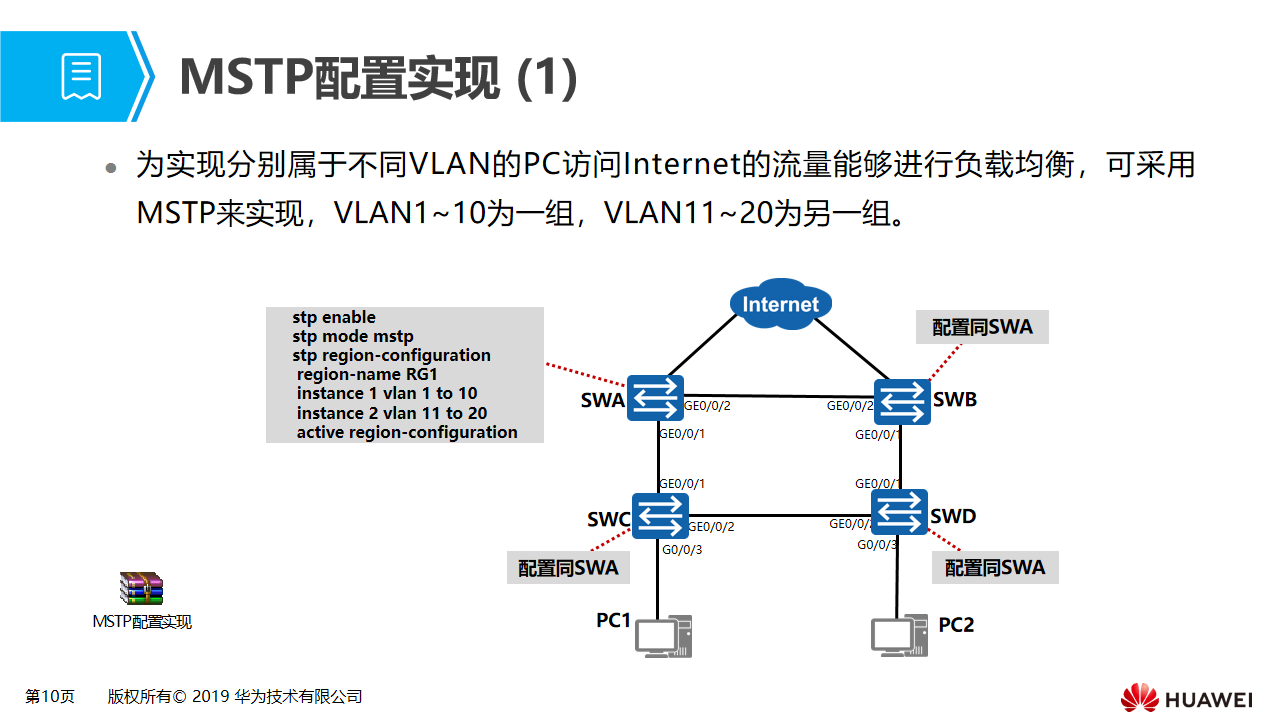 MSTP配置实现 (1)
为实现分别属于不同VLAN的PC访问Internet的流量能够进行负载均衡，可采用
MSTP来实现，VLAN1~10为一组，VLAN11~20为另一组。
Internet
stp enable
stp mode mstp
stp region-configuration
region-name RG1
instance 1 vlan 1 to 10
instance 2 vlan 11 to 20
active region-configuration
配置同SWA
SWA
GE0/0/2
GE0/0/2
SWB
GE0/0/1
GE0/0/1
GE0/0/1
GE0/0/1
SWC
GE0/0/2
GE0/0/2
SWD
G0/0/3
G0/0/3
配置同SWA
配置同SWA
PC1
PC2
MSTP配置实现
第10页
版权所有© 2019 华为技术有限公司
HUAWEI